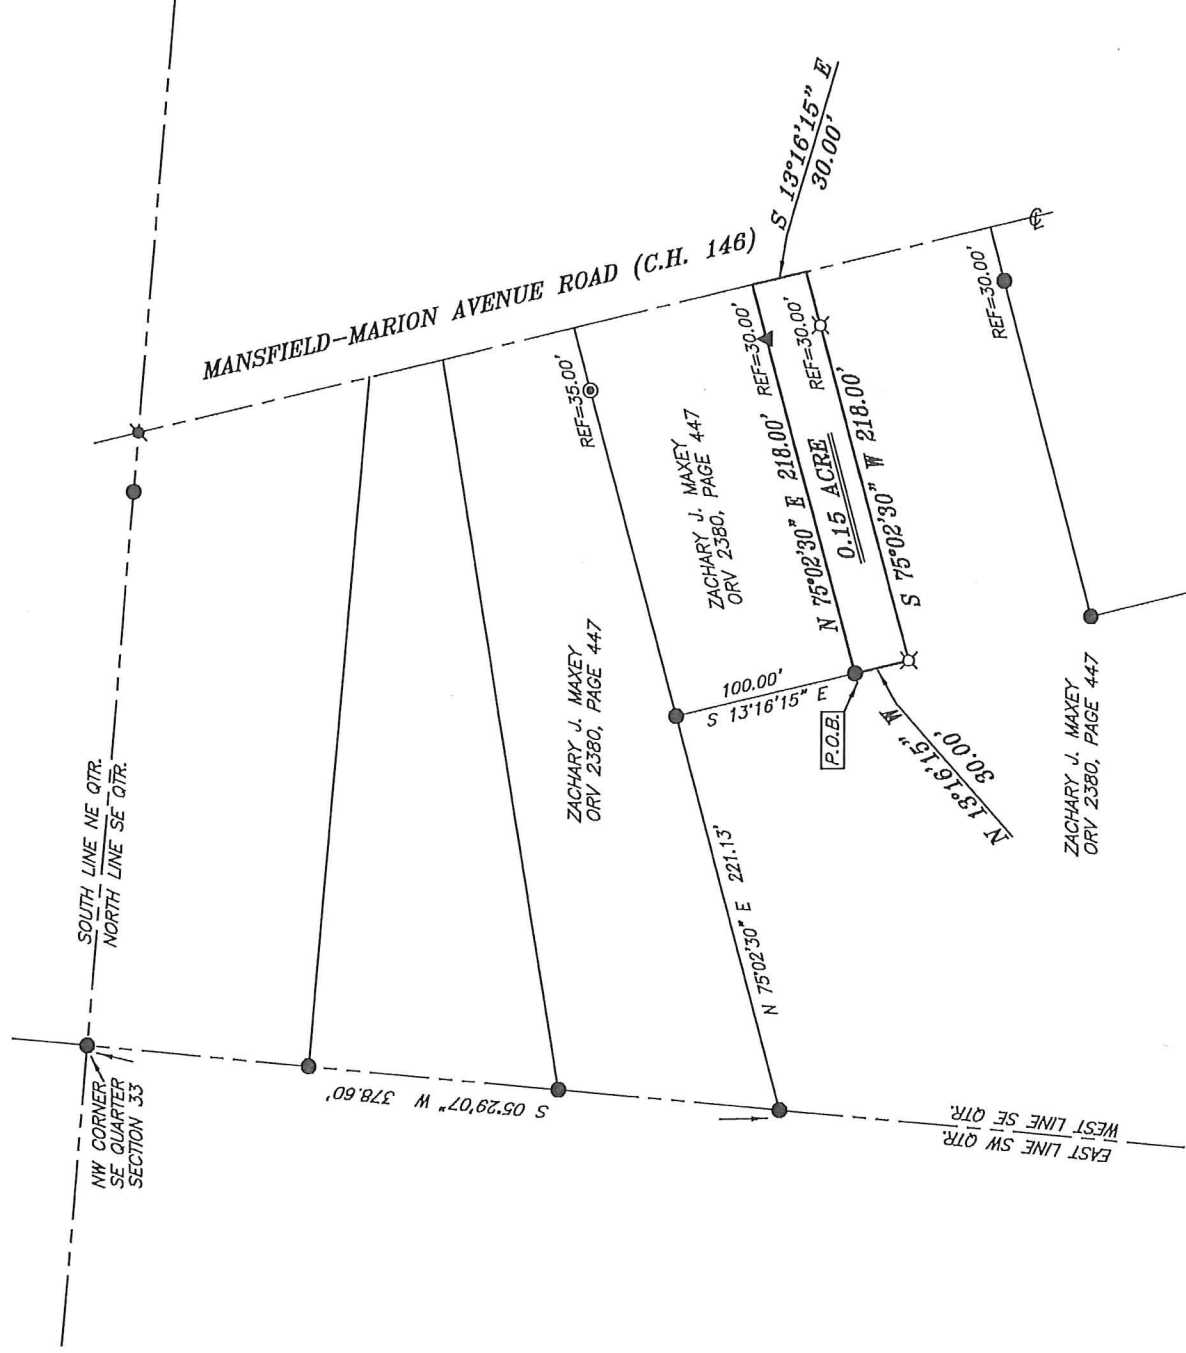 SOUTH LINE NE QTR.
NORTH LINE SE QTR.
NW CORNER
SE QUARTER
SECTION 33
S 05°29'07" W 378.60'
EAST LINE SW QTR.
WEST LINE SE QTR.
MANSFIELD-MARION AVENUE ROAD (C.H. 146)
S 13°16'15" E
30.00'
REF=35.00'
ZACHARY J. MAXEY
ORV 2380, PAGE 447
ZACHARY J. MAXEY
ORV 2380, PAGE 447
N 75°02'30" E 221.13'
100.00'
S 13°16'15" E
P.O.B.
N 75°02'30" E 218.00' REF=30.00'
0.15 ACRE
REF=30.00'
S 75°02'30" W 218.00'
N 13°16'15" W
30.00'
REF=30.00'
℄
ZACHARY J. MAXEY
ORV 2380, PAGE 447